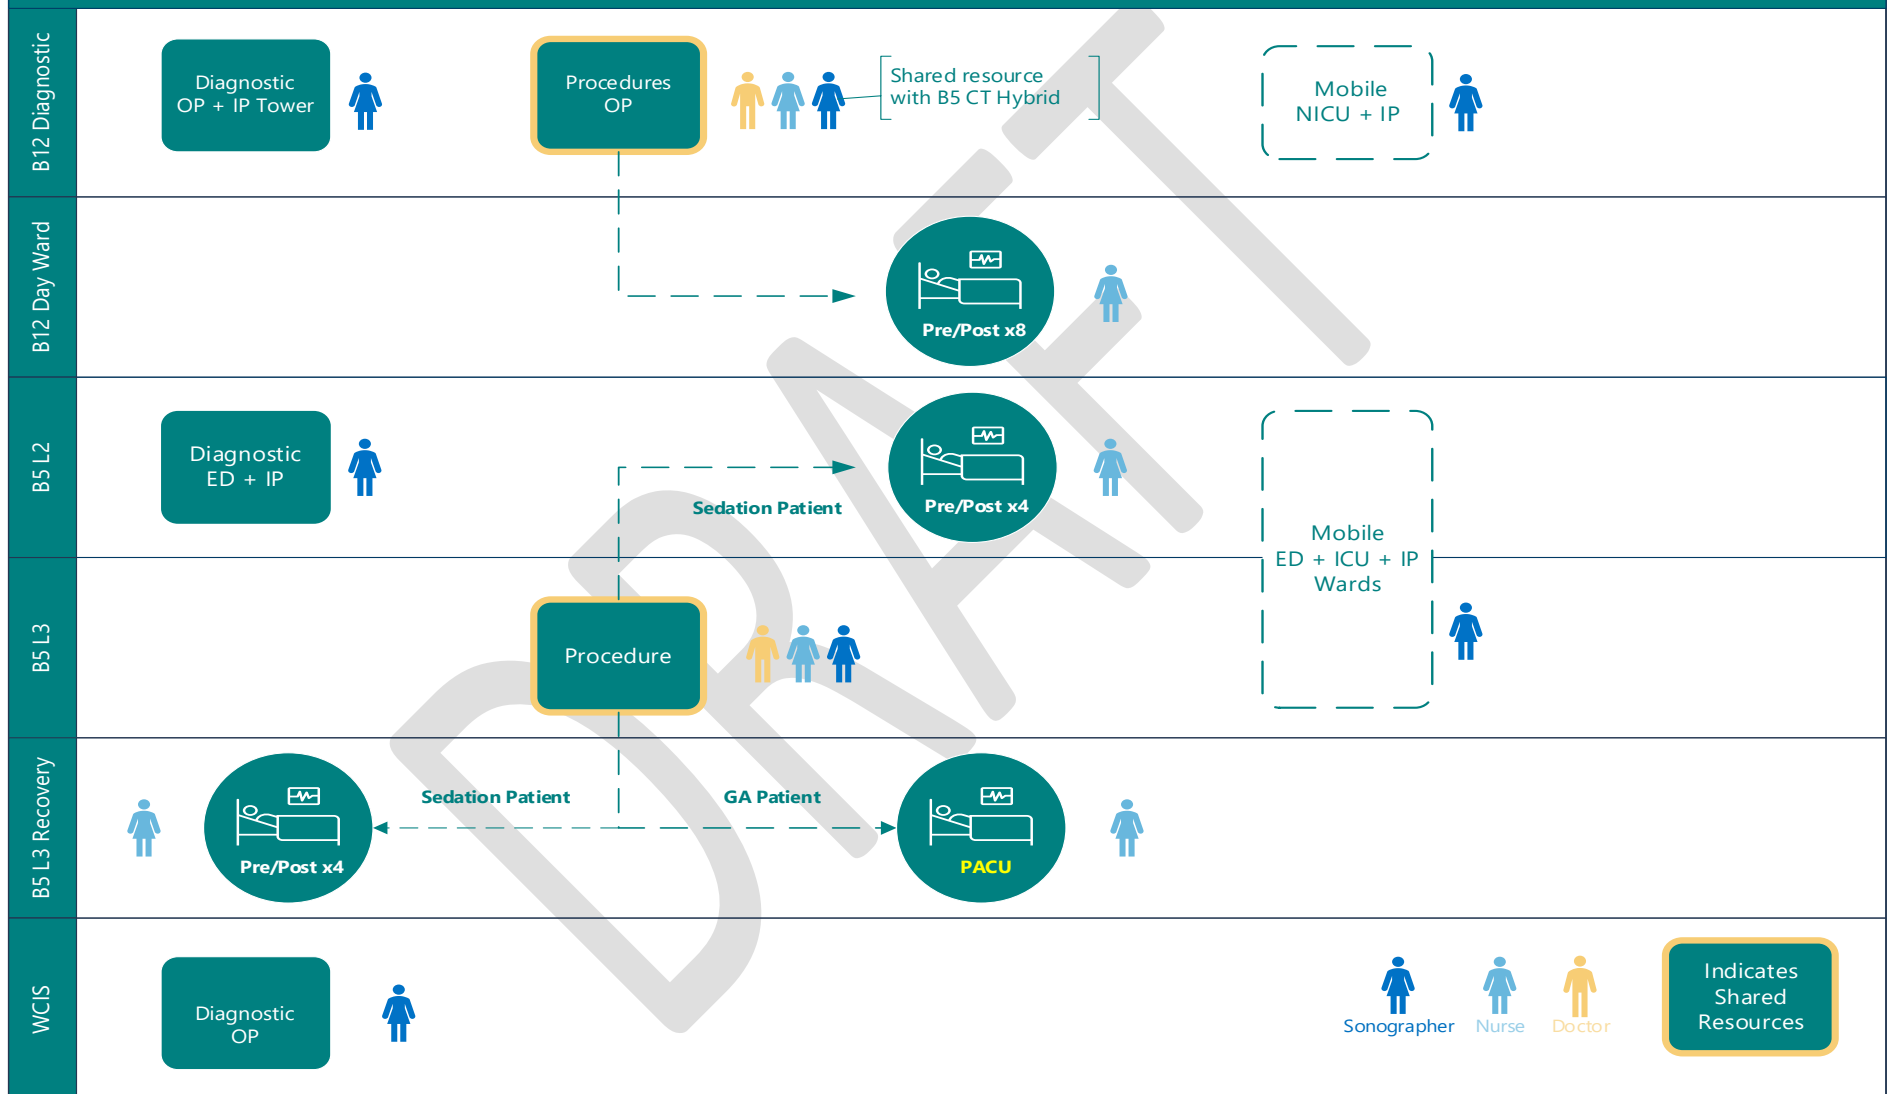 B12 Diagnostic
Diagnostic
OP + IP Tower
Procedures
OP
Shared resource
with B5 CT Hybrid
Mobile
NICU + IP
B12 Day Ward
Pre/Post x8
B5 L2
Diagnostic
ED + IP
Sedation Patient
Pre/Post x4
Mobile
ED + ICU + IP
Wards
B5 L3
Procedure
B5 L3 Recovery
Pre/Post x4
Sedation Patient
GA Patient
PACU
WCIS
Diagnostic
OP
Sonographer
Nurse
Doctor
Indicates
Shared
Resources
DRAFT